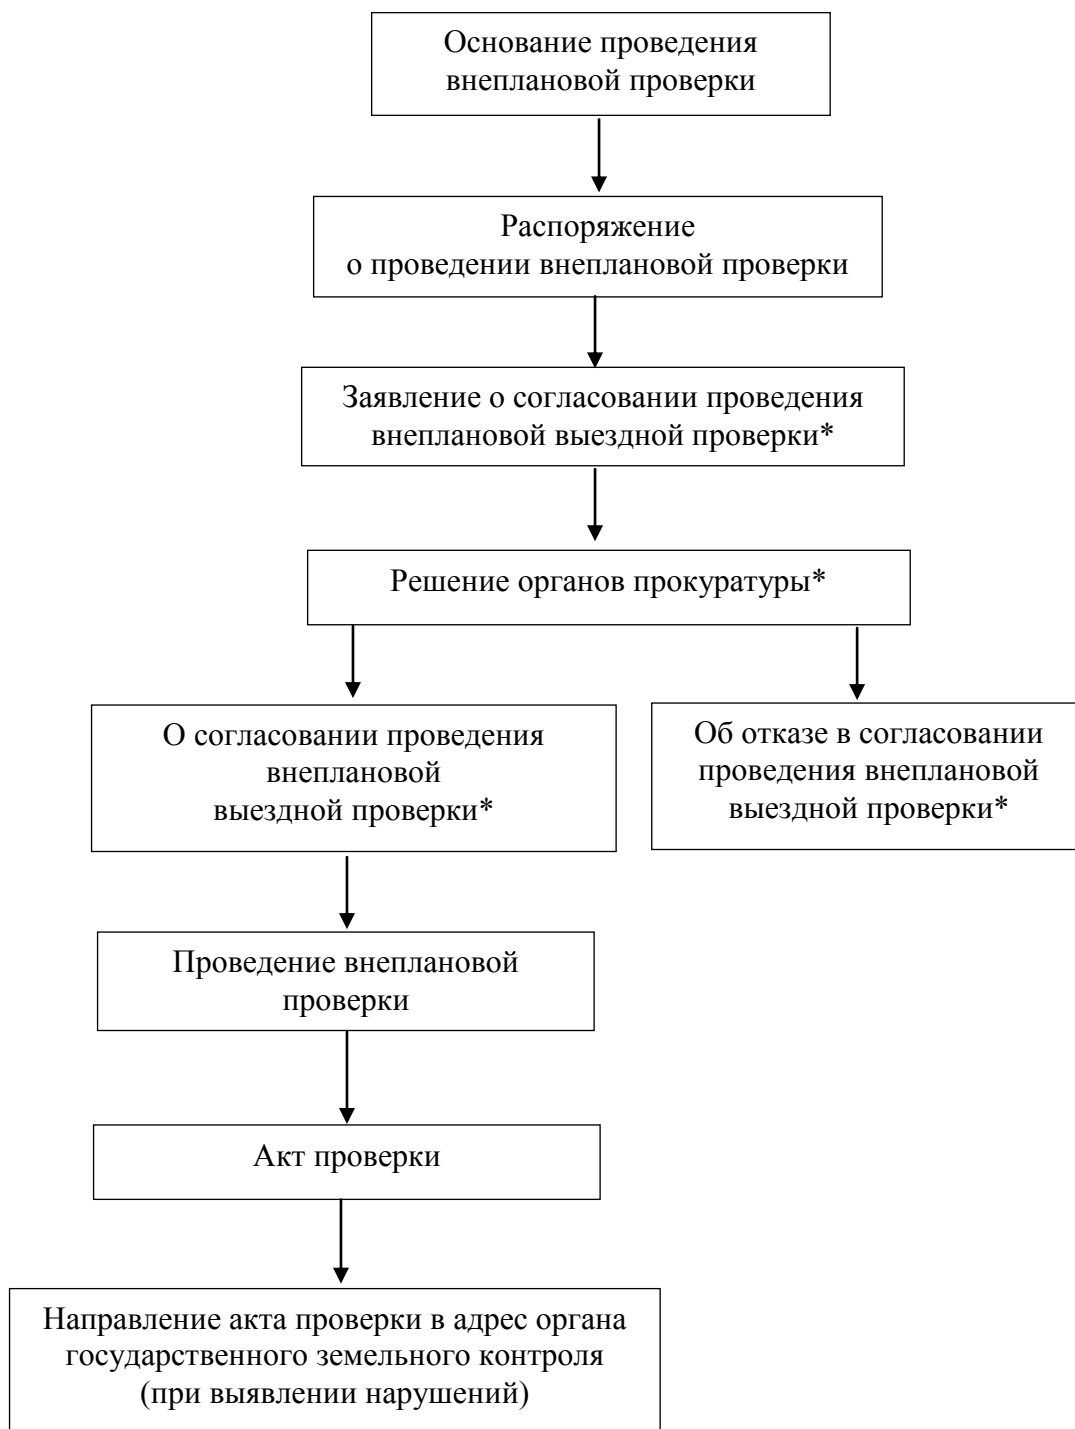 Основание проведения
внеплановой проверки
Распоряжение
о проведении внеплановой проверки
Заявление о согласовании проведения
внеплановой выездной проверки*
Решение органов прокуратуры*
О согласовании проведения
внеплановой
выездной проверки*
Об отказе в согласовании
проведения внеплановой
выездной проверки*
Проведение внеплановой
проверки
Акт проверки
Направление акта проверки в адрес органа
государственного земельного контроля
(при выявлении нарушений)